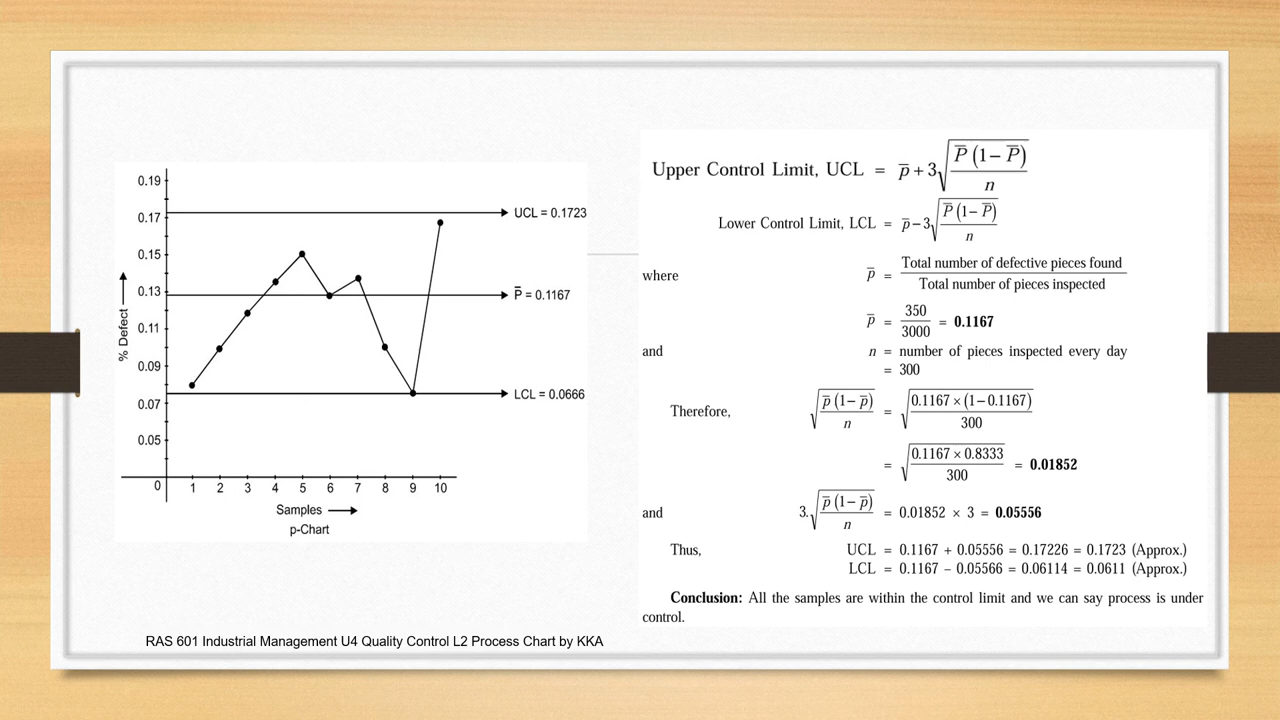 0.19
0.17
0.15
0.13
0.11
0.09
0.07
0.05
0
% Defect
UCL = 0.1723
P̅ = 0.1167
LCL = 0.0666
1 2 3 4 5 6 7 8 9 10
Samples
p-Chart
Upper Control Limit, UCL = p̅ + 3√(P̅ (1 – P̅) / n)
Lower Control Limit, LCL = p̅ – 3√(P̅ (1 – P̅) / n)
where p̅ = Total number of defective pieces found / Total number of pieces inspected
p̅ = 350 / 3000 = 0.1167
and n = number of pieces inspected every day
= 300
Therefore, √(p̅ (1 – p̅) / n) = √(0.1167 × (1 – 0.1167) / 300)
= √(0.1167 × 0.8333 / 300) = 0.01852
and 3.√(p̅ (1 – p̅) / n) = 0.01852 × 3 = 0.05556
Thus, UCL = 0.1167 + 0.05556 = 0.17226 = 0.1723 (Approx.)
LCL = 0.1167 – 0.05566 = 0.06114 = 0.0611 (Approx.)
Conclusion: All the samples are within the control limit and we can say process is under
control.
RAS 601 Industrial Management U4 Quality Control L2 Process Chart by KKA